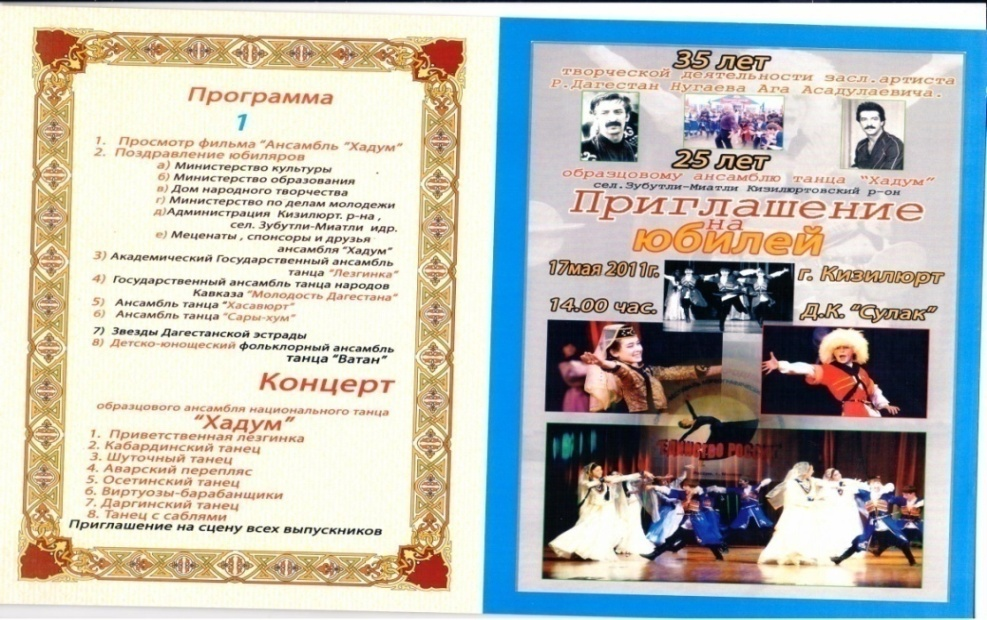 Программа
1
1. Просмотр фильма "Ансамбль "Хадум"
2. Поздравление юбиляров
а) Министерство культуры
б) Министерство образования
в) Дом народного творчества
г) Министерство по делам молодежи
д)Администрация Кизилюрт. р-на ,
сел. Зубутли-Миатли идр.
е) Меценаты , спонсоры и друзья
ансамбля "Хадум"
3) Академический Государственный ансамбль
танца "Лезгинка"
4) Государственный ансамбль танца народов
Кавказа "Молодость Дагестана"
5) Ансамбль танца "Хасавюрт"
6) Ансамбль танца "Сары-хум"
7) Звезды Дагестанской эстрады
8) Детско-юнощеский фольклорный ансамбль
танца "Ватан"
Концерт
образцового ансамбля национального танца
"Хадум"
1. Приветственная лезгинка
2. Кабардинский танец
3. Шуточный танец
4. Аварский перепляс
5. Осетинский танец
6. Виртуозы-барабанщики
7. Даргинский танец
8. Танец с саблями
Приглашение на сцену всех выпускников
35 лет
творческой деятельности засл.артиста
Р.Дагестан Нугаева Ага Асадулаевича.
25 лет
образцовому ансамблю танца "Хадум"
сел.Зубутли-Миатли Кизилюртовский р-он
Приглашение
на
юбилей
17мая 2011г.
г. Кизилюрт
14.00 час.
Д.К. "Сулак"